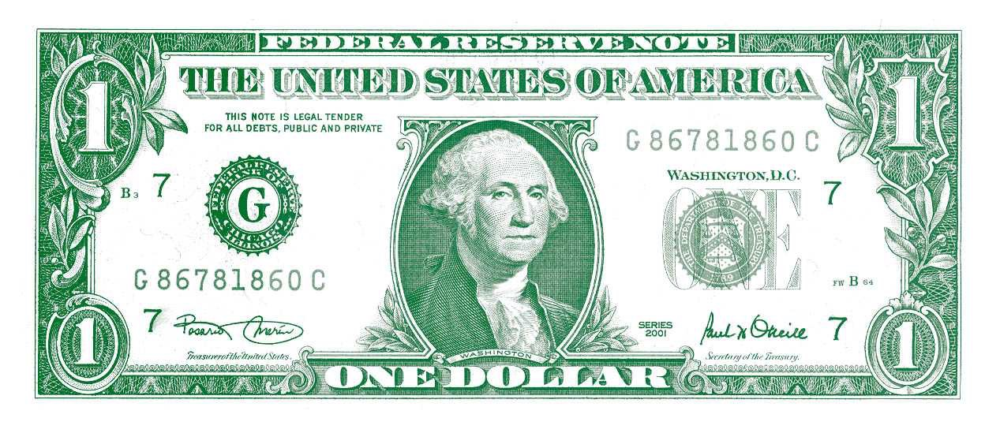 FEDERAL RESERVE NOTE
THE UNITED STATES OF AMERICA
1
1
THIS NOTE IS LEGAL TENDER
FOR ALL DEBTS, PUBLIC AND PRIVATE
G 86781860 C
WASHINGTON, D.C.
B 3
7
FEDERAL RESERVE
BANK OF
G
CHICAGO
ILLINOIS
ONE
THE DEPARTMENT OF THE TREASURY
1789
7
G 86781860 C
FW B 64
7
Rosario Marin
Treasurer of the United States.
SERIES
2001
Paul H O'Neill
Secretary of the Treasury.
7
1
1
WASHINGTON
ONE DOLLAR